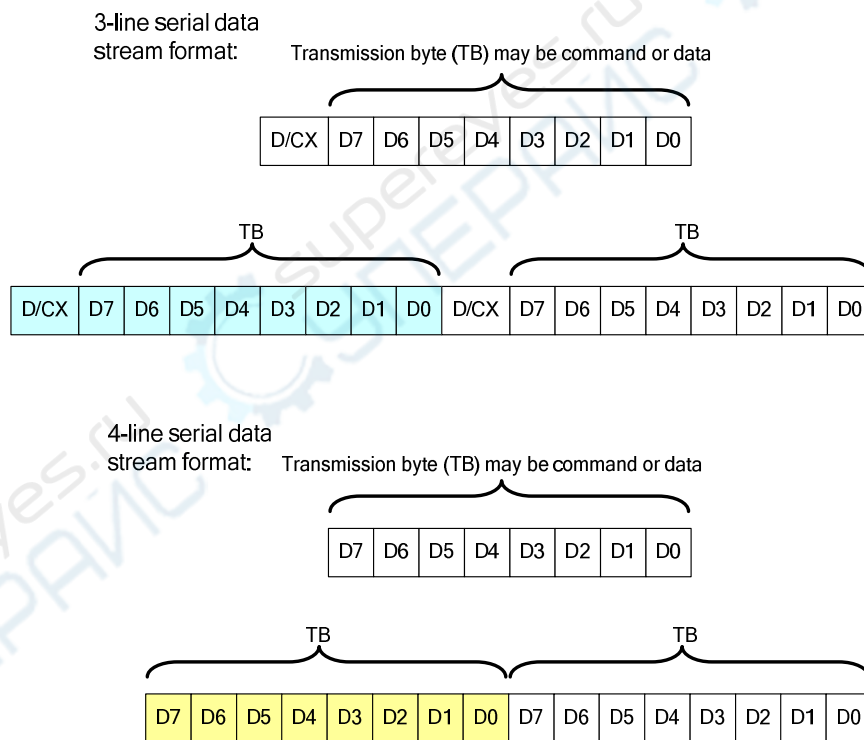 3-line serial data
stream format:
Transmission byte (TB) may be command or data
D/CX D7 D6 D5 D4 D3 D2 D1 D0
TB TB
D/CX D7 D6 D5 D4 D3 D2 D1 D0 D/CX D7 D6 D5 D4 D3 D2 D1 D0
4-line serial data
stream format:
Transmission byte (TB) may be command or data
D7 D6 D5 D4 D3 D2 D1 D0
TB TB
D7 D6 D5 D4 D3 D2 D1 D0 D7 D6 D5 D4 D3 D2 D1 D0
supereyes.ru
СУПЕРАЙС